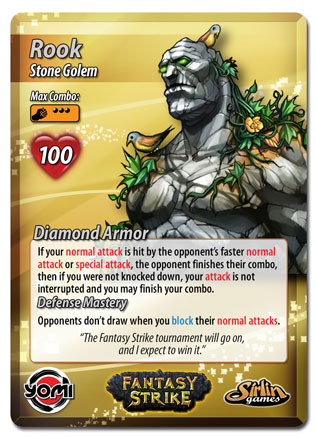 Rook
Stone Golem
Max Combo:
100
Diamond Armor
If your normal attack is hit by the opponent's faster normal
attack or special attack, the opponent finishes their combo,
then if you were not knocked down, your attack is not
interrupted and you may finish your combo.
Defense Mastery
Opponents don't draw when you block their normal attacks.
"The Fantasy Strike tournament will go on,
and I expect to win it."
YOMI
FANTASY
STRIKE
Sirlin
games